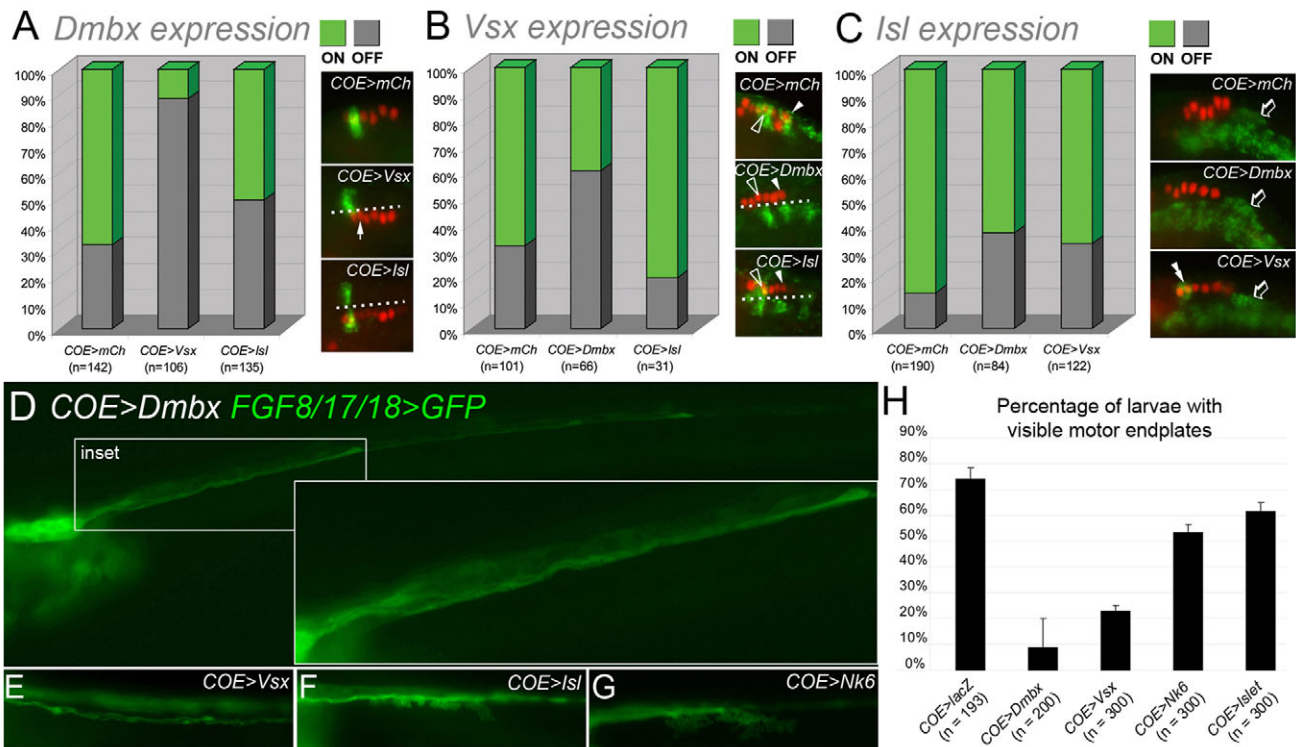 A Dmbx expression
ON OFF
100%
90%
80%
70%
60%
50%
40%
30%
20%
10%
0%
COE>mCh
(n=142)
COE>Vsx
(n=106)
COE>Isl
(n=135)
COE>mCh
COE>Vsx
COE>Isl
B Vsx expression
ON OFF
100%
90%
80%
70%
60%
50%
40%
30%
20%
10%
0%
COE>mCh
(n=101)
COE>Dmbx
(n=66)
COE>Isl
(n=31)
COE>mCh
COE>Dmbx
COE>Isl
C Isl expression
ON OFF
100%
90%
80%
70%
60%
50%
40%
30%
20%
10%
0%
COE>mCh
(n=190)
COE>Dmbx
(n=84)
COE>Vsx
(n=122)
COE>mCh
COE>Dmbx
COE>Vsx
D COE>Dmbx FGF8/17/18>GFP
inset
E COE>Vsx
F COE>Isl
G COE>Nk6
H
Percentage of larvae with
visible motor endplates
90%
80%
70%
60%
50%
40%
30%
20%
10%
0%
COE>lacZ
(n = 193)
COE>Dmbx
(n = 200)
COE>Vsx
(n = 300)
COE>Nk6
(n = 300)
COE>Islet
(n = 300)